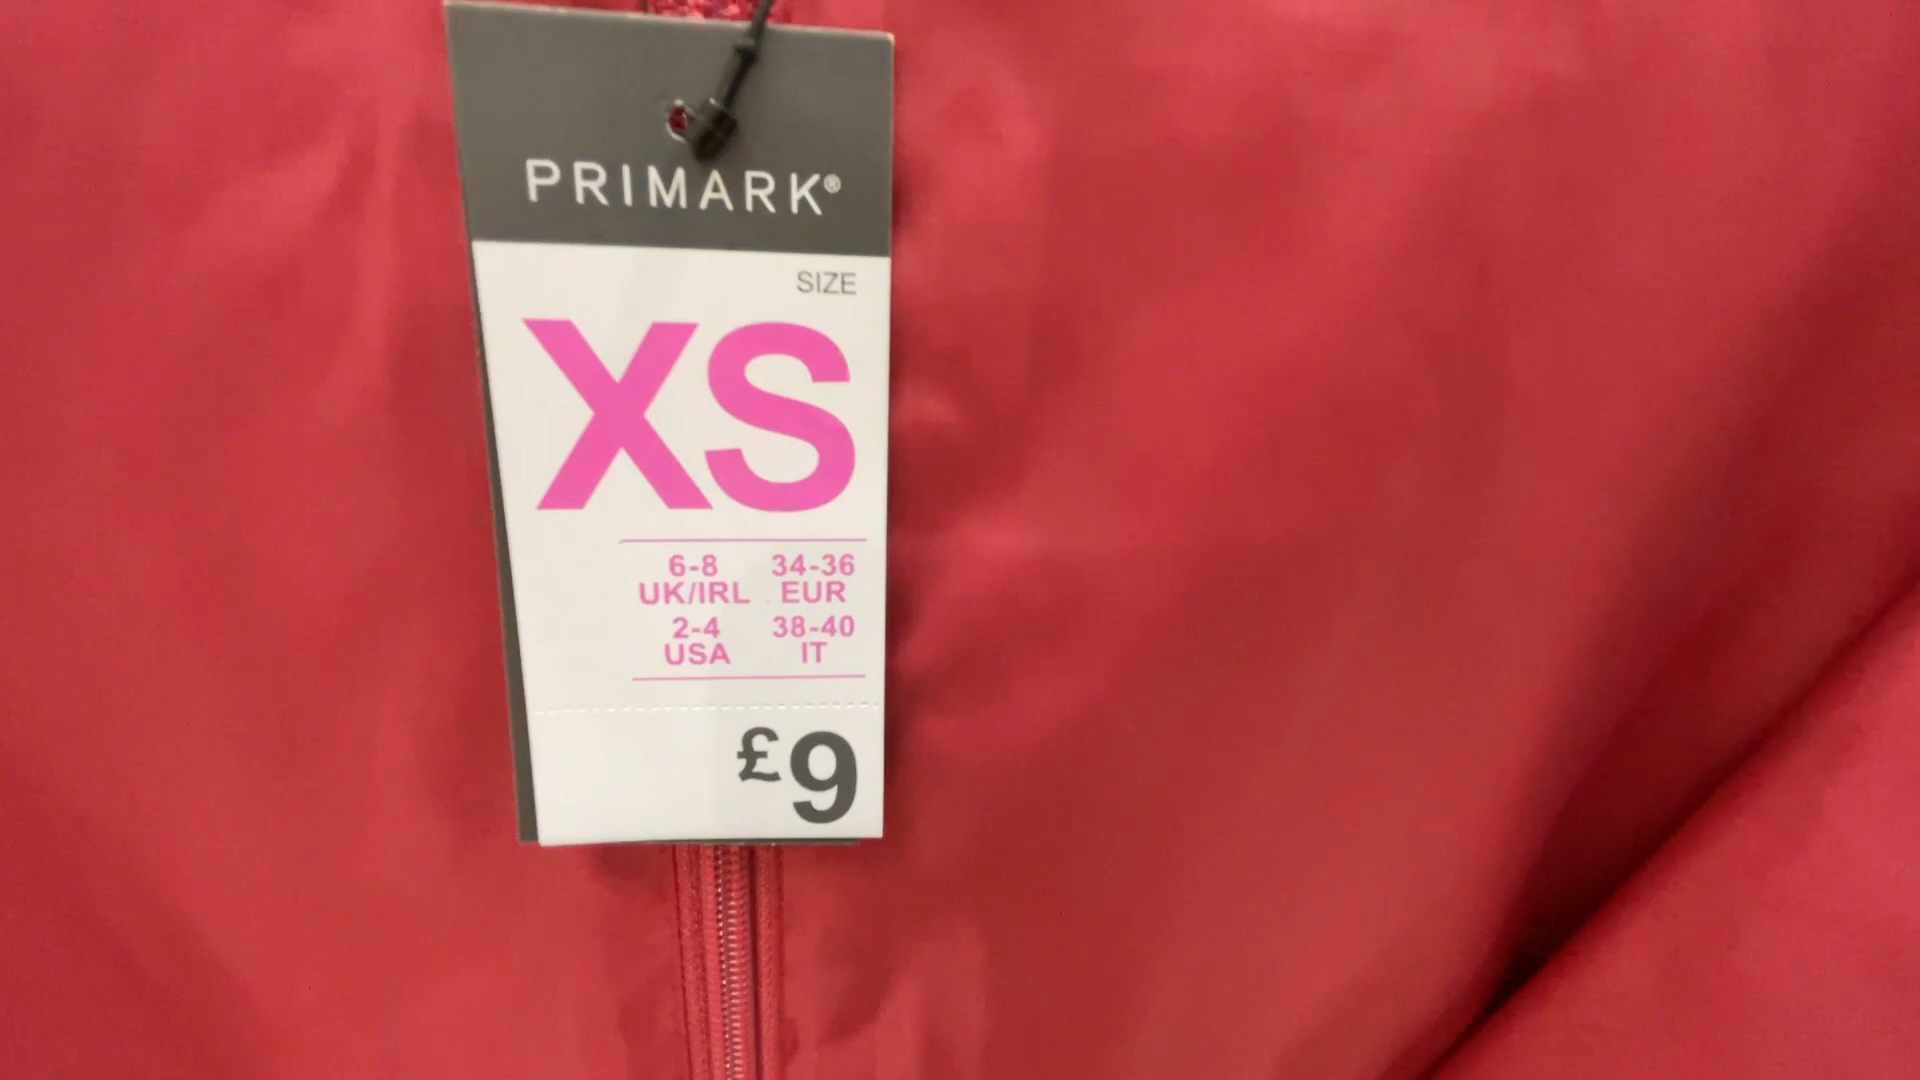 PRIMARK®
SIZE
XS
6-8 34-36
UK/IRL EUR
2-4 38-40
USA IT
£9